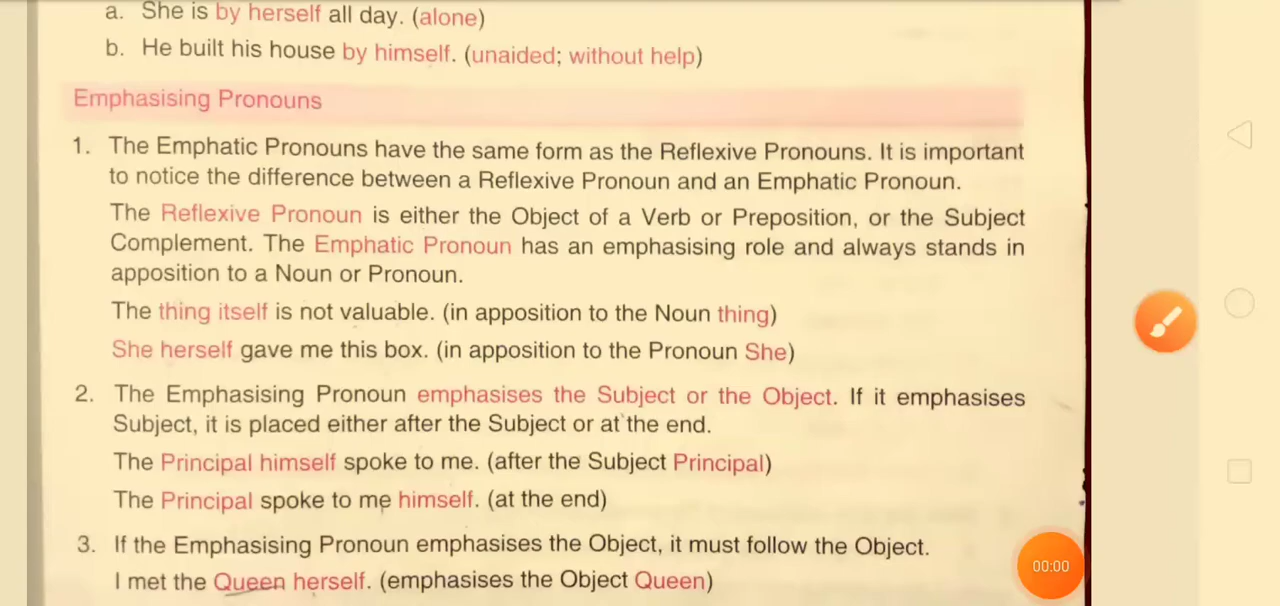 a. She is by herself all day. (alone)
b. He built his house by himself. (unaided; without help)
Emphasising Pronouns
1. The Emphatic Pronouns have the same form as the Reflexive Pronouns. It is important
to notice the difference between a Reflexive Pronoun and an Emphatic Pronoun.
The Reflexive Pronoun is either the Object of a Verb or Preposition, or the Subject
Complement. The Emphatic Pronoun has an emphasising role and always stands in
apposition to a Noun or Pronoun.
The thing itself is not valuable. (in apposition to the Noun thing)
She herself gave me this box. (in apposition to the Pronoun She)
2. The Emphasising Pronoun emphasises the Subject or the Object. If it emphasises
Subject, it is placed either after the Subject or at the end.
The Principal himself spoke to me. (after the Subject Principal)
The Principal spoke to me himself. (at the end)
3. If the Emphasising Pronoun emphasises the Object, it must follow the Object.
I met the Queen herself. (emphasises the Object Queen)
00:00